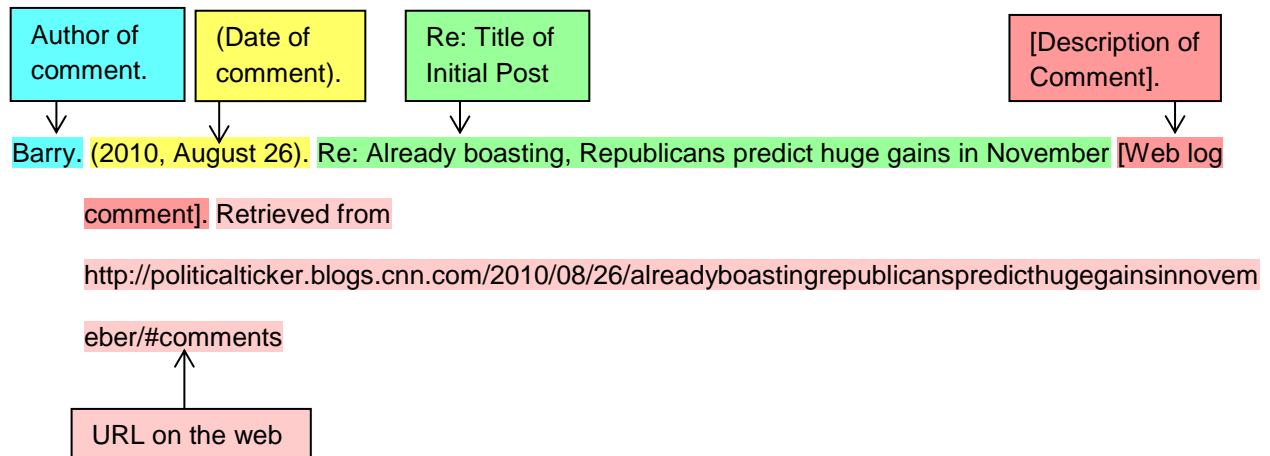 Author of
comment.
(Date of
comment).
Re: Title of
Initial Post
[Description of
Comment].
Barry. (2010, August 26). Re: Already boasting, Republicans predict huge gains in November [Web log
comment]. Retrieved from
http://politicalticker.blogs.cnn.com/2010/08/26/alreadyboastingrepublicanspredicthugegainsinnovem
eber/#comments
URL on the web